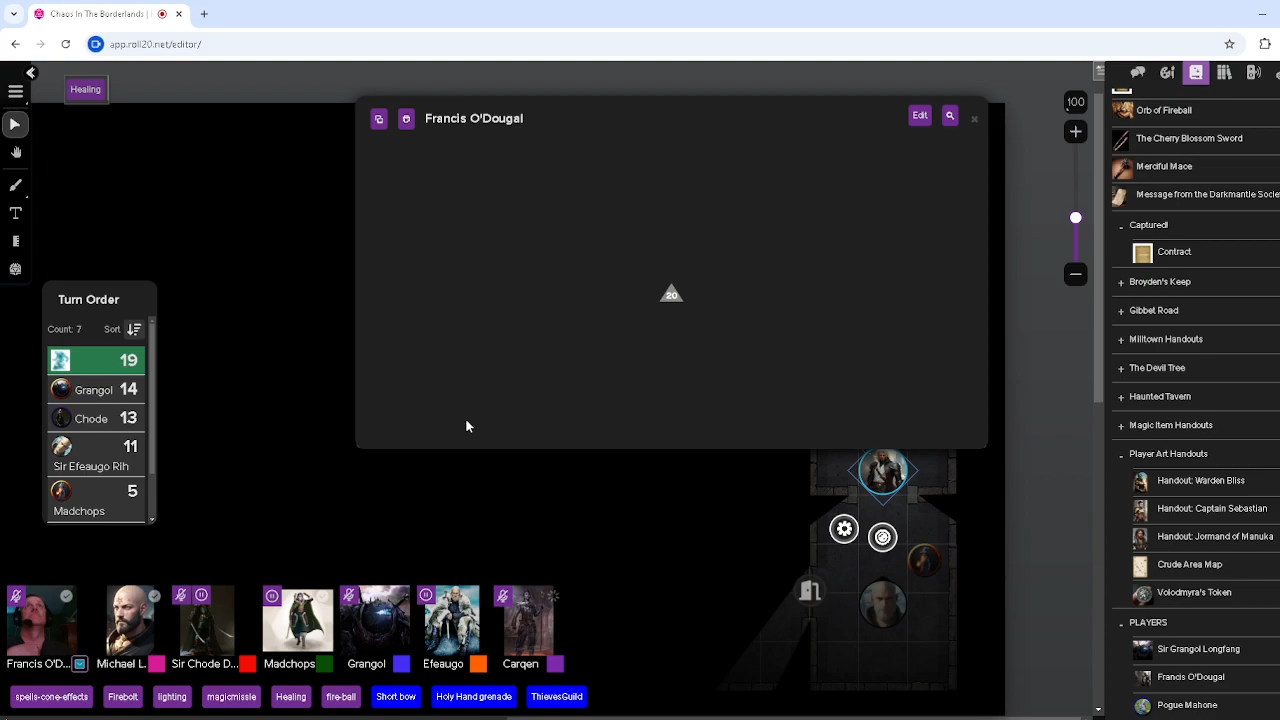 Chaos In The Borderlands |
app.roll20.net/editor/
Healing
Francis O'Dougal
Edit
20
100
Turn Order
Count: 7
Sort
19
Grangol 14
Chode 13
11
Sir Efeaugo RIh
5
Madchops
Orb of Fireball
The Cherry Blossom Sword
Merciful Mace
Message from the Darkmantle Socie
- Captured!
Contract
+ Broyden's Keep
+ Gibbet Road
+ Milltown Handouts
+ The Devil Tree
+ Haunted Tavern
+ Magic Item Handouts
- Player Art Handouts
Handout: Warden Bliss
Handout: Captain Sebastian
Handout: Jormand of Manuka
Crude Area Map
Volodmyra's Token
- PLAYERS
Sir Grangol Longfang
Francis O'Dougal
Pogue Mahone
Francis O'D...
Michael L.
Sir Chode D...
Madchops
Grangol
Efeaugo
Carqen
spells-cone-effects
Firebolt
lighting
magicmissle
Healing
fire-ball
Short bow
Holy Hand grenade
ThievesGuild